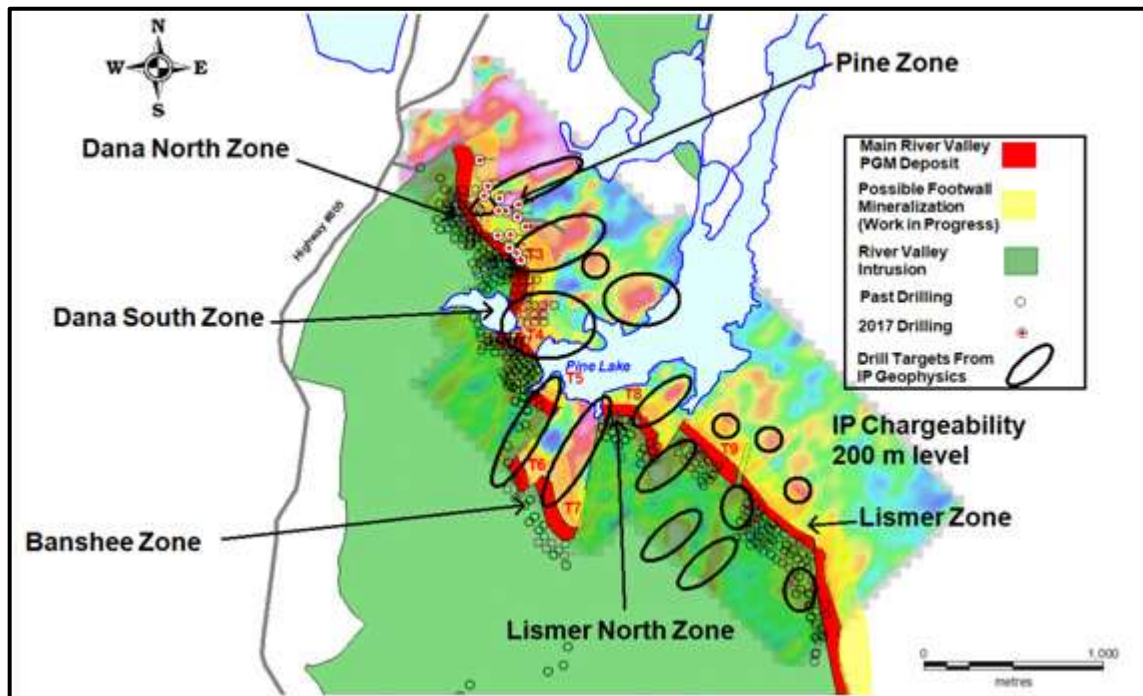 N
W E
S
Pine Zone
Dana North Zone
Main River Valley
PGM Deposit
Possible Footwall
Mineralization
(Work in Progress)
River Valley
Intrusion
Past Drilling
2017 Drilling
Drill Targets From
IP Geophysics
T3
Dana South Zone
T4
Pine Lake
T5
T8
IP Chargeability
200 m level
T9
T6
T7
Lismer Zone
Banshee Zone
Lismer North Zone
0 1,000
metres